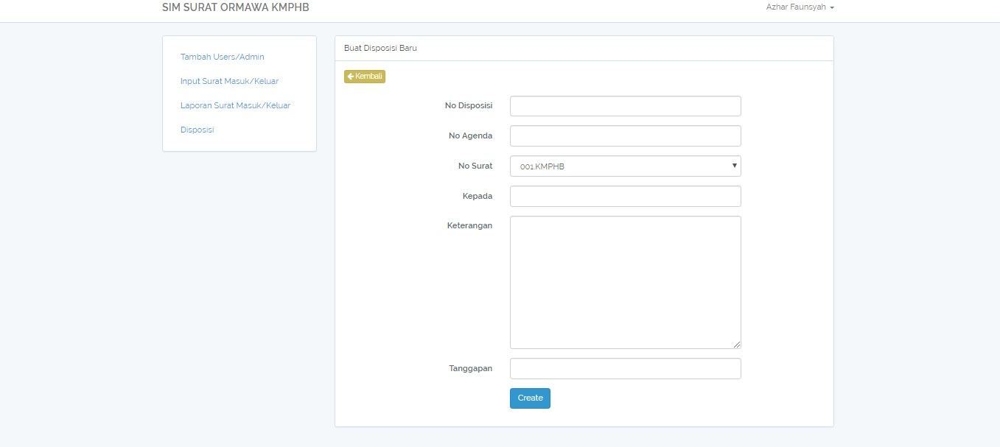 SIM SURAT ORMAWA KMPHB
Azhar Faunsyah
Tambah Users/Admin
Input Surat Masuk/Keluar
Laporan Surat Masuk/Keluar
Disposisi
Buat Disposisi Baru
Kembali
No Disposisi
No Agenda
No Surat
001.KMPHB
Kepada
Keterangan
Tanggapan
Create